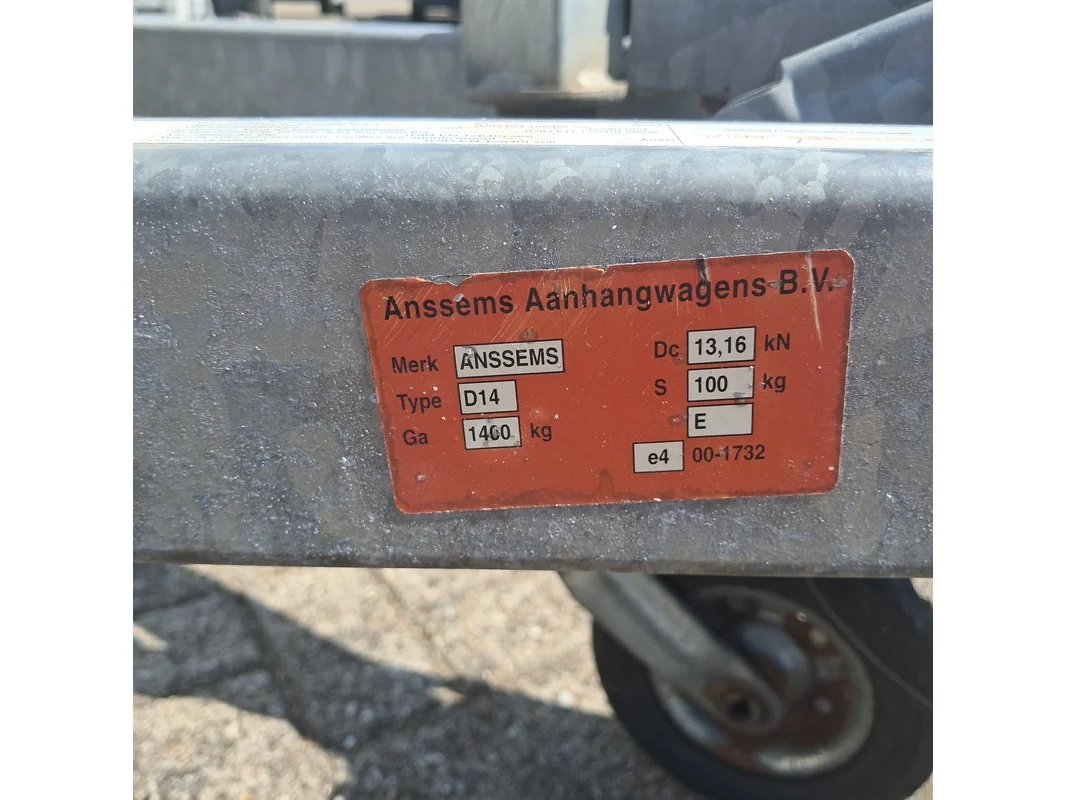 Anssems Aanhangwagens B.V.
Merk ANSSEMS
Type D14
Ga 1400 kg
Dc 13,16 kN
S 100 kg
E
e4 00-1732